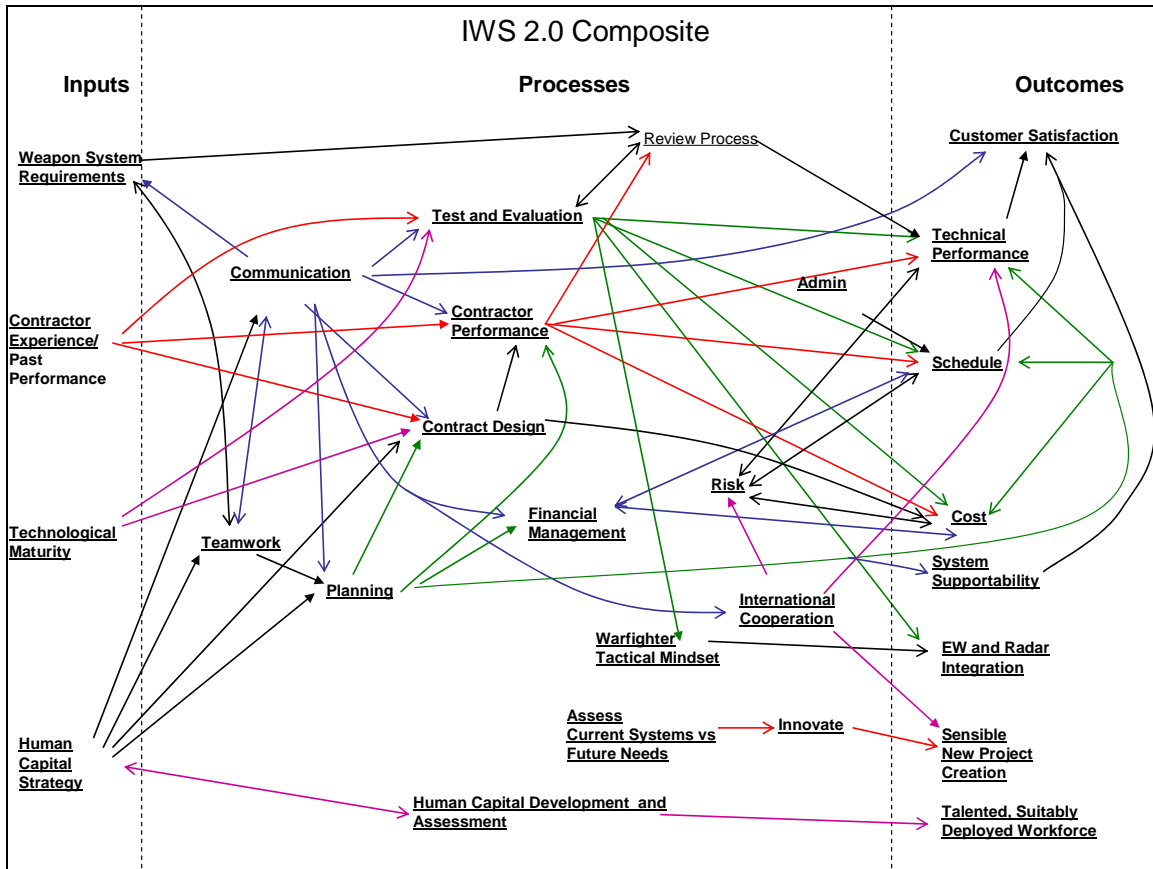 IWS 2.0 Composite
Inputs
Processes
Outcomes
Weapon System
Requirements
Review Process
Customer Satisfaction
Test and Evaluation
Technical
Performance
Communication
Admin
Contractor
Experience/
Past
Performance
Contractor
Performance
Schedule
Contract Design
Risk
Technological
Maturity
Teamwork
Financial
Management
Cost
Planning
System
Supportability
International
Cooperation
Warfighter
Tactical Mindset
EW and Radar
Integration
Assess
Current Systems vs
Future Needs
Innovate
Sensible
New Project
Creation
Human
Capital
Strategy
Human Capital Development and
Assessment
Talented, Suitably
Deployed Workforce